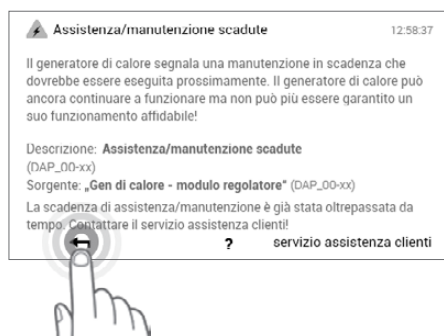 Assistenza/manutenzione scadute 12:58:37
Il generatore di calore segnala una manutenzione in scadenza che
dovrebbe essere eseguita prossimamente. Il generatore di calore può
ancora continuare a funzionare ma non può più essere garantito un
suo funzionamento affidabile!
Descrizione: Assistenza/manutenzione scadute
(DAP_00-xx)
Sorgente: „Gen di calore - modulo regolatore“ (DAP_00-xx)
La scadenza di assistenza/manutenzione è già stata oltrepassata da
tempo. Contattare il servizio assistenza clienti!
? servizio assistenza clienti